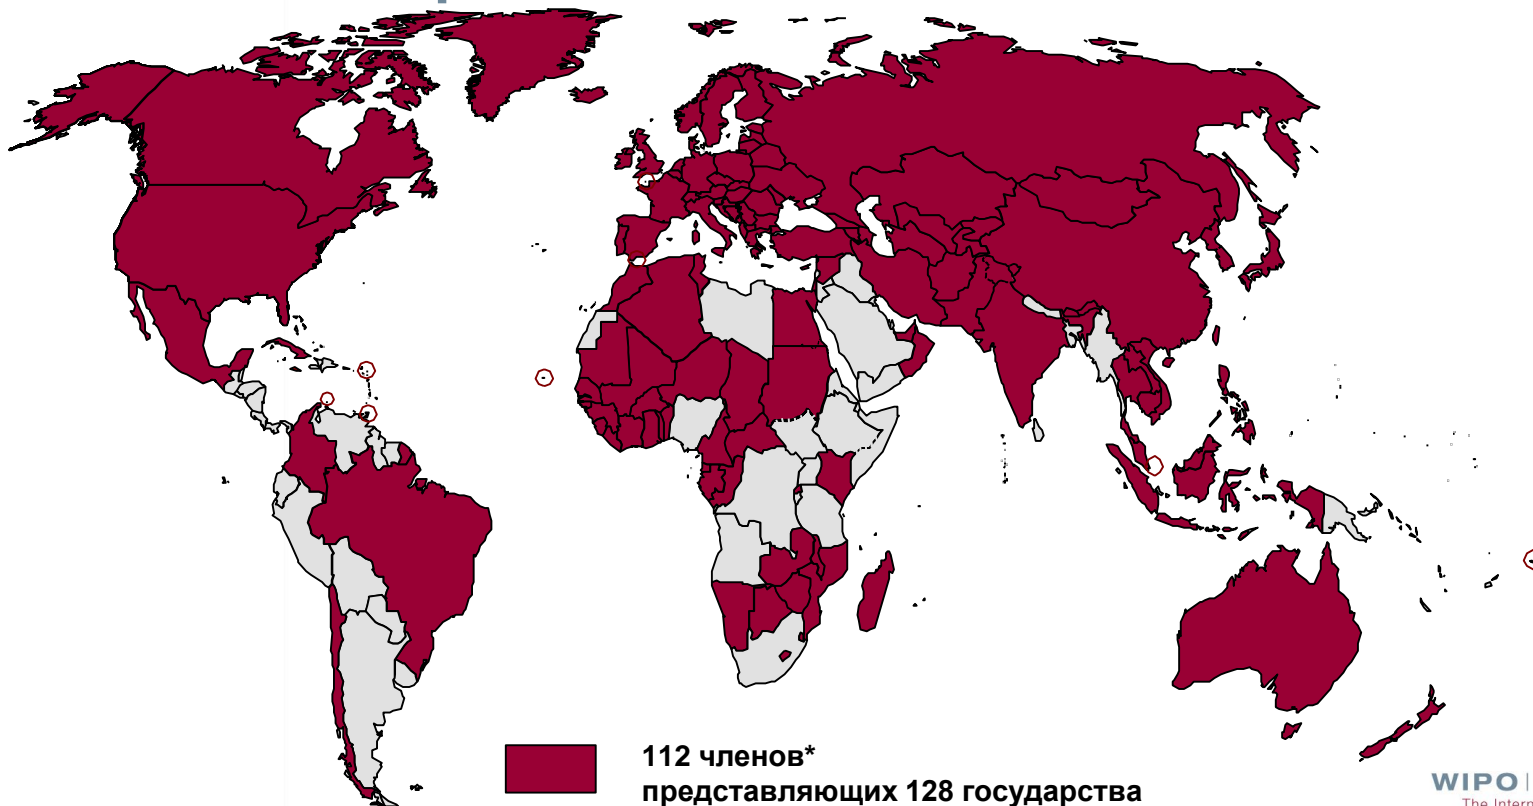 112 членов*
представляющих 128 государства
WIPO
The Intern